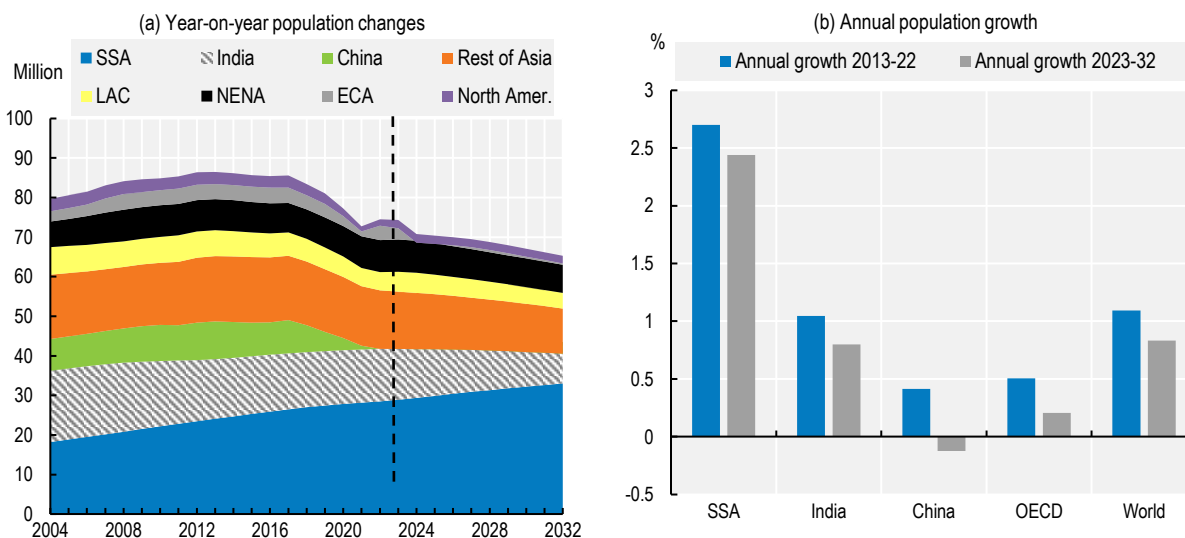 (a) Year-on-year population changes
Million
SSA India China Rest of Asia
LAC NENA ECA North Amer.
100
90
80
70
60
50
40
30
20
10
0
2004 2008 2012 2016 2020 2024 2028 2032
(b) Annual population growth
%
Annual growth 2013-22 Annual growth 2023-32
3
2.5
2
1.5
1
0.5
0
-0.5
SSA India China OECD World